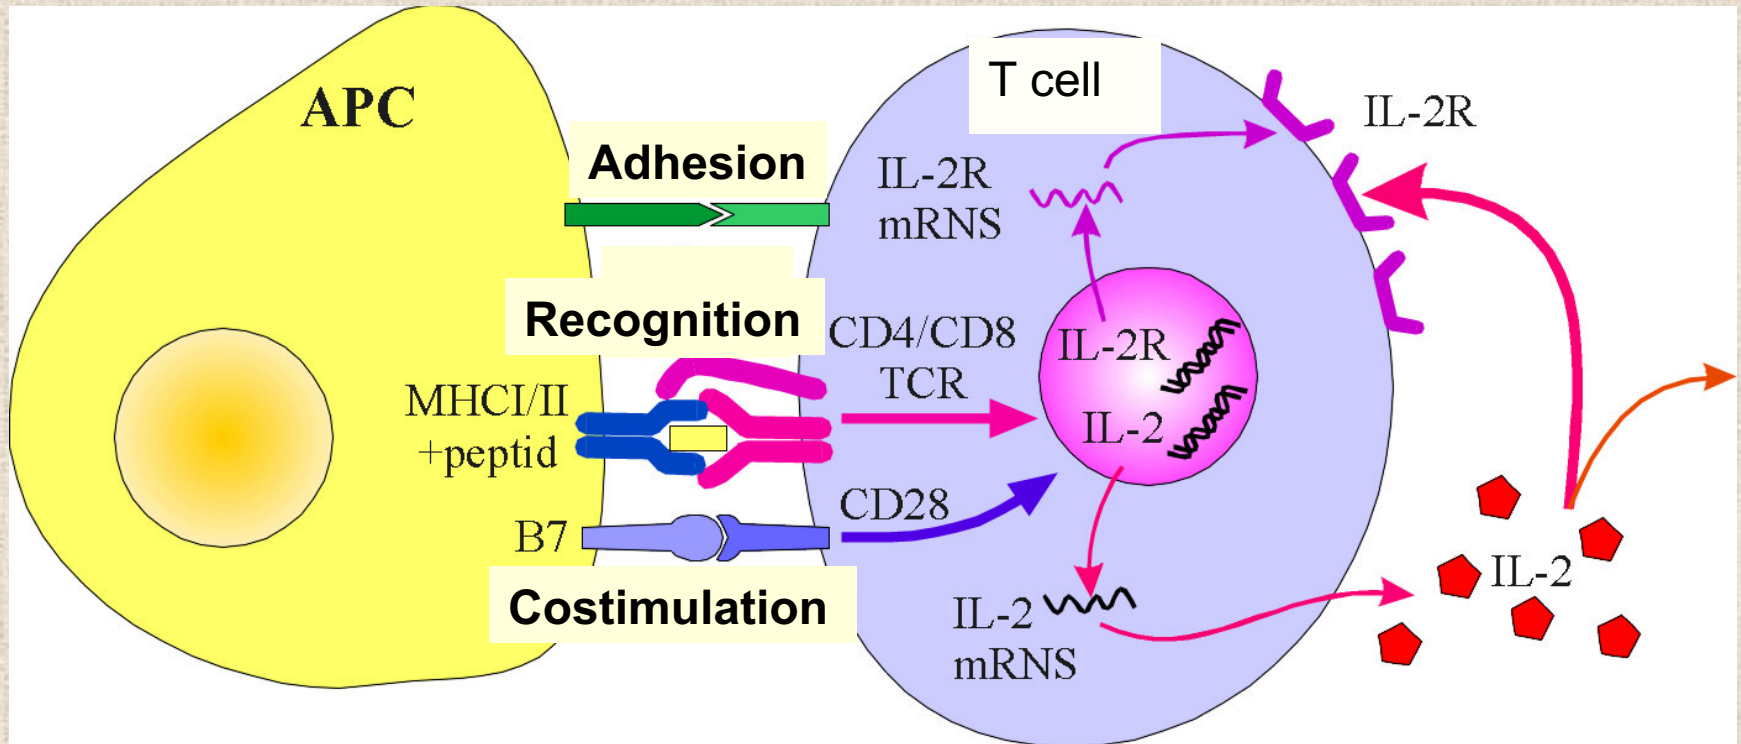 APC
Adhesion
Recognition
MHCI/II
+peptid
B7
Costimulation
T cell
IL-2R
mRNS
CD4/CD8
TCR
CD28
IL-2R
IL-2
IL-2
mRNS
IL-2R
IL-2